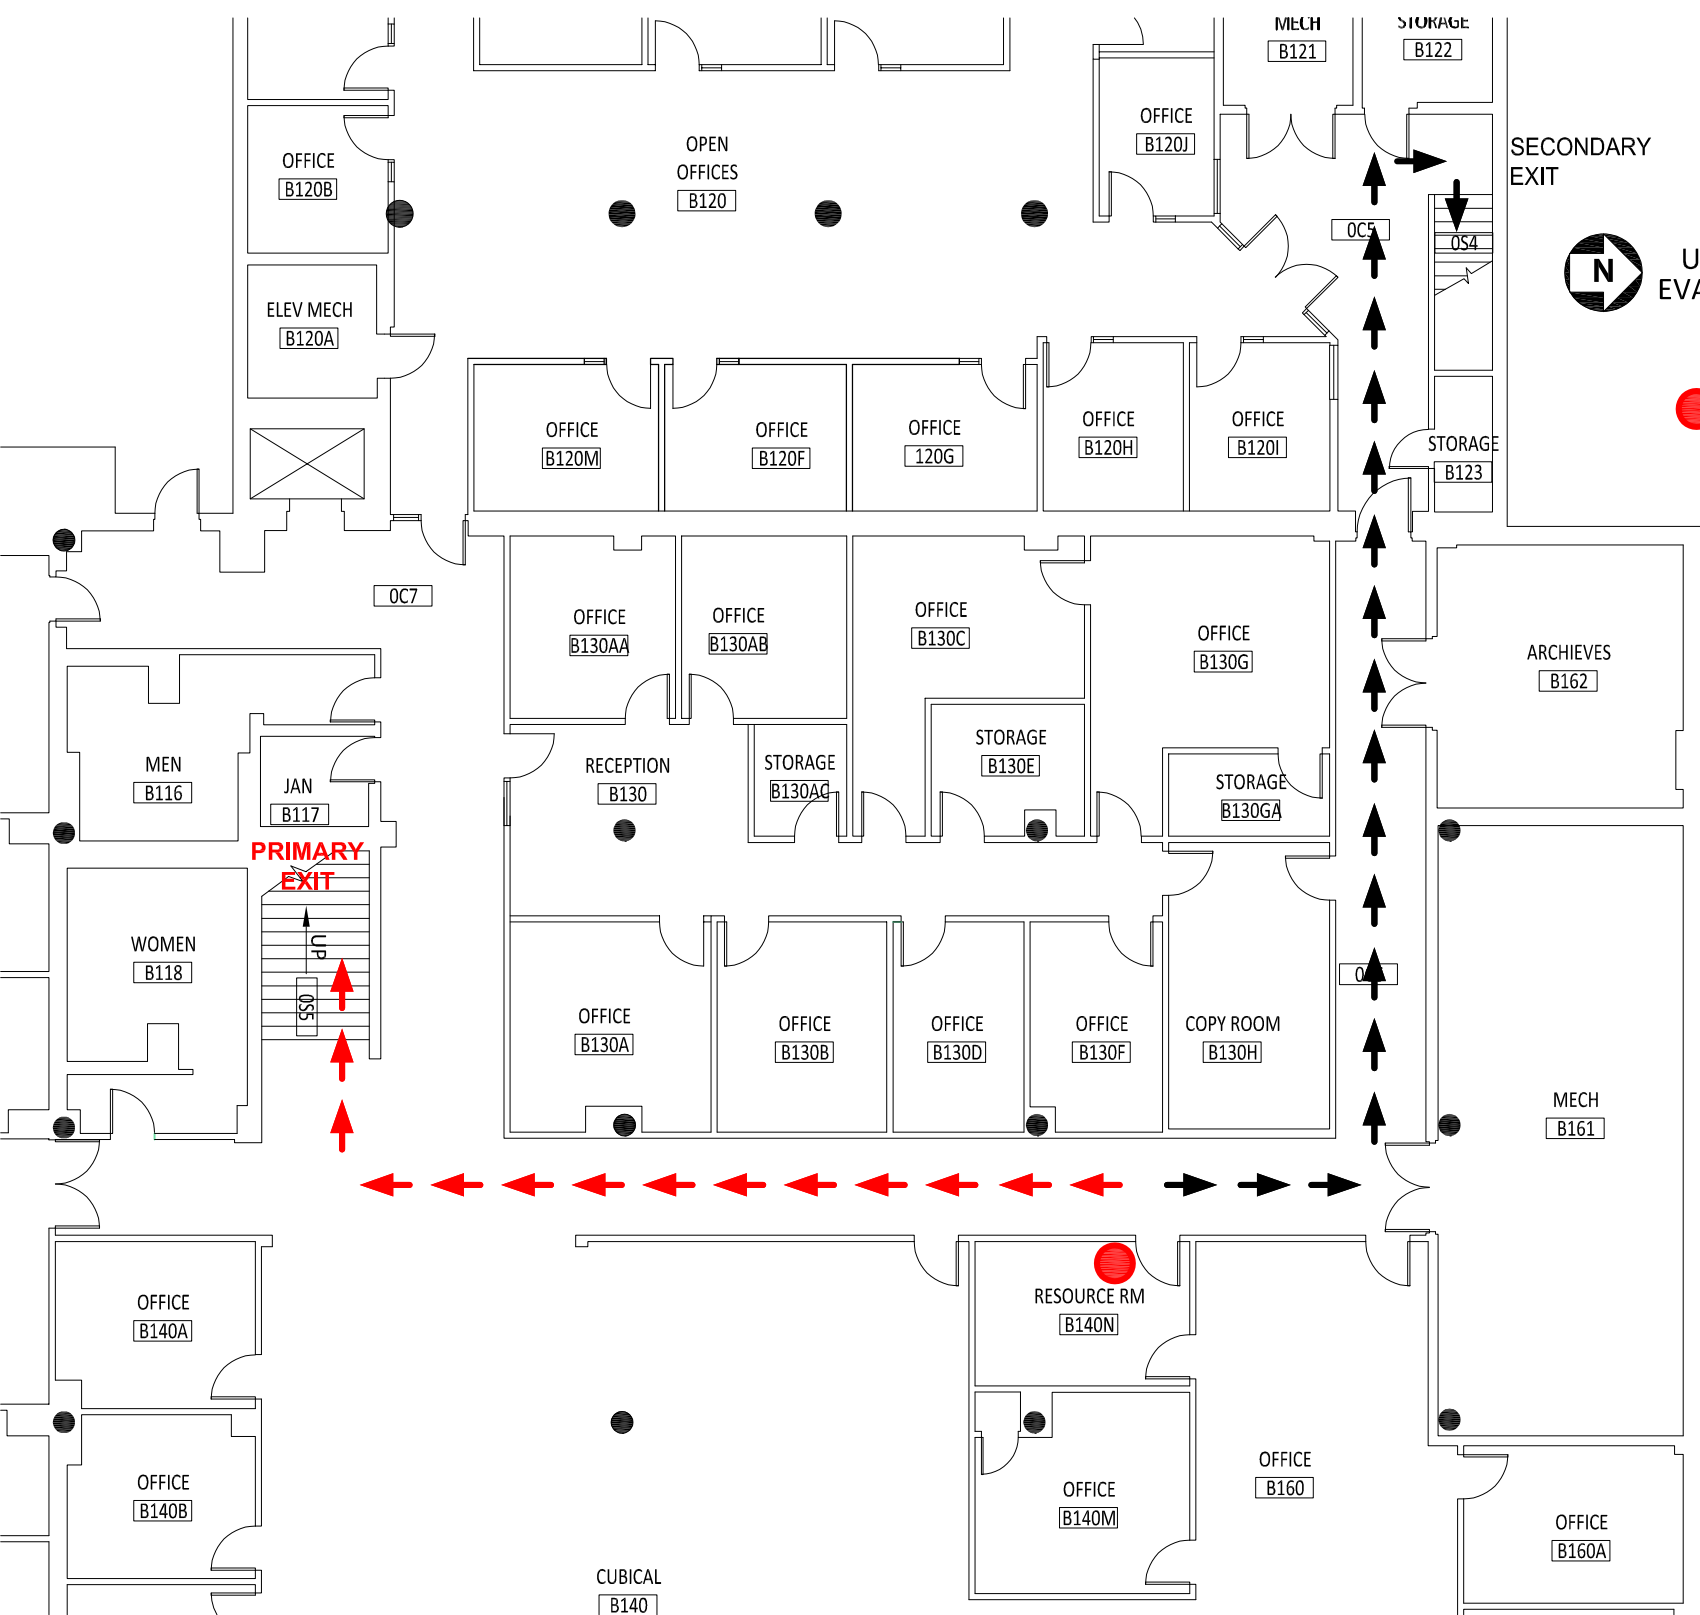 MECH
B121
STORAGE
B122
OFFICE
B120J
SECONDARY
EXIT
OPEN
OFFICES
B120
OFFICE
B120B
0C5
0S4
N
U
EVA
ELEV MECH
B120A
OFFICE
B120M
OFFICE
B120F
OFFICE
120G
OFFICE
B120H
OFFICE
B120I
STORAGE
B123
0C7
OFFICE
B130AA
OFFICE
B130AB
OFFICE
B130C
OFFICE
B130G
ARCHIEVES
B162
MEN
B116
JAN
B117
RECEPTION
B130
STORAGE
B130AC
STORAGE
B130E
STORAGE
B130GA
PRIMARY
EXIT
WOMEN
B118
UP
0S5
OFFICE
B130A
OFFICE
B130B
OFFICE
B130D
OFFICE
B130F
COPY ROOM
B130H
MECH
B161
RESOURCE RM
B140N
OFFICE
B140A
OFFICE
B140B
OFFICE
B140M
OFFICE
B160
OFFICE
B160A
CUBICAL
B140